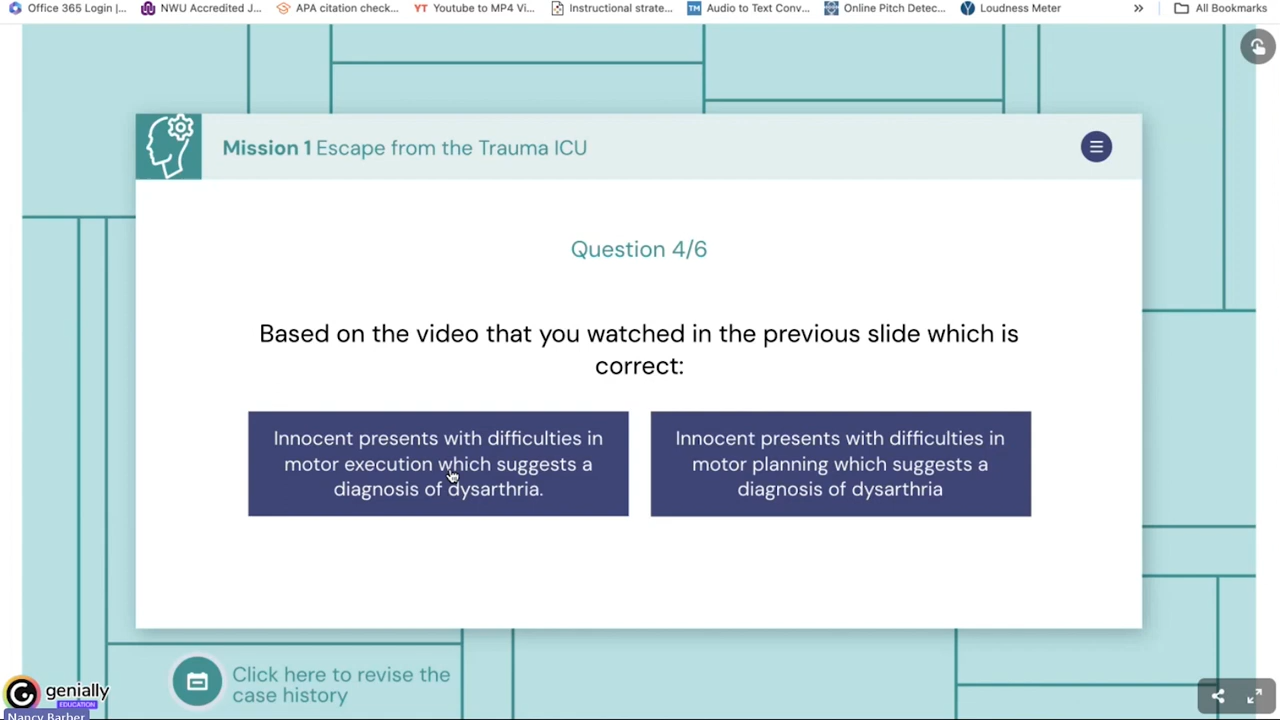 Office 365 Login |...
NWU Accredited J...
APA citation check...
YT Youtube to MP4 Vi...
Instructional strate...
TM Audio to Text Conv...
Online Pitch Detec...
Y Loudness Meter
»
All Bookmarks
Mission 1 Escape from the Trauma ICU
Question 4/6
Based on the video that you watched in the previous slide which is
correct:
Innocent presents with difficulties in
motor execution which suggests a
diagnosis of dysarthria.
Innocent presents with difficulties in
motor planning which suggests a
diagnosis of dysarthria
Click here to revise the
case history
genially
EDUCATION
Nancy Barber